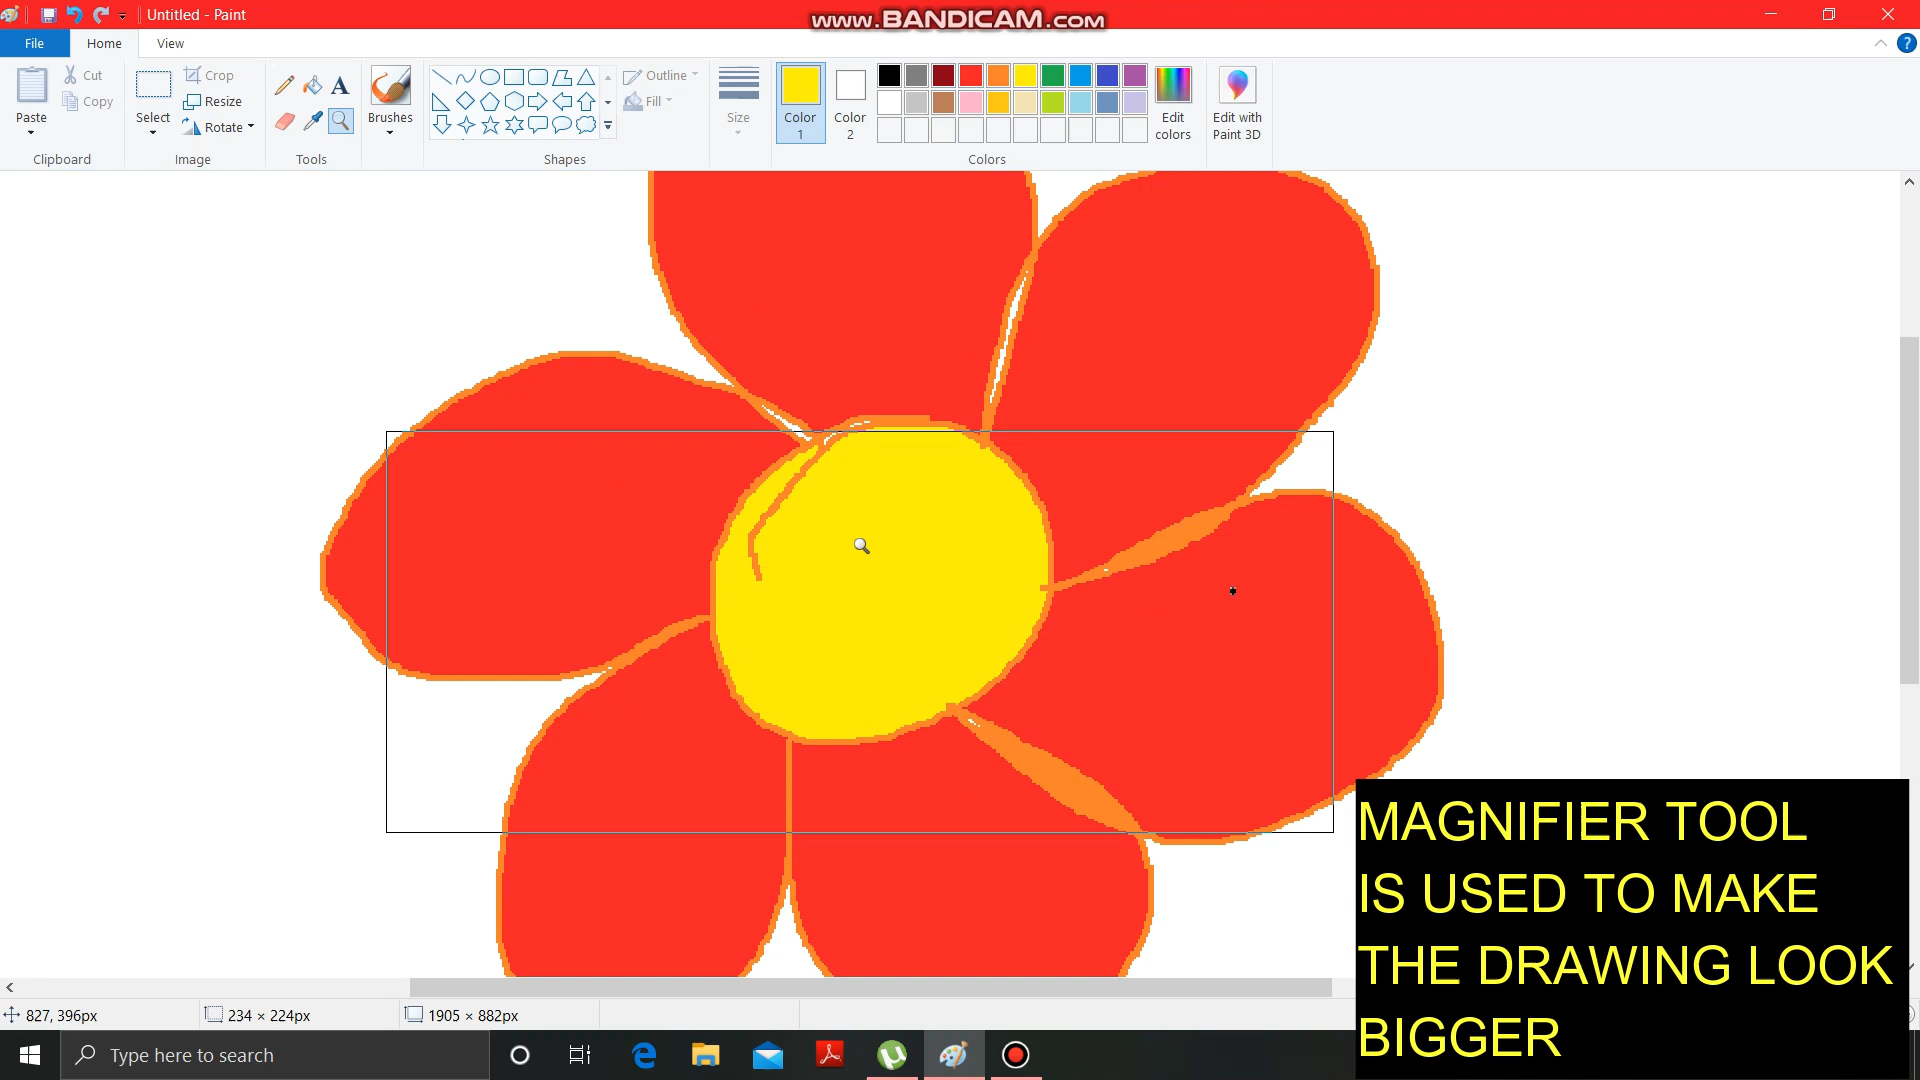 Untitled - Paint
www.BANDICAM.com
File
Home
View
?
Paste
Cut
Copy
Clipboard
Select
Crop
Resize
Rotate
Image
A
Tools
Brushes
Outline
Fill
Shapes
Size
Color
1
Color
2
Edit
colors
Colors
Edit with
Paint 3D
MAGNIFIER TOOL
IS USED TO MAKE
THE DRAWING LOOK
BIGGER
827, 396px
234 × 224px
1905 × 882px
Type here to search